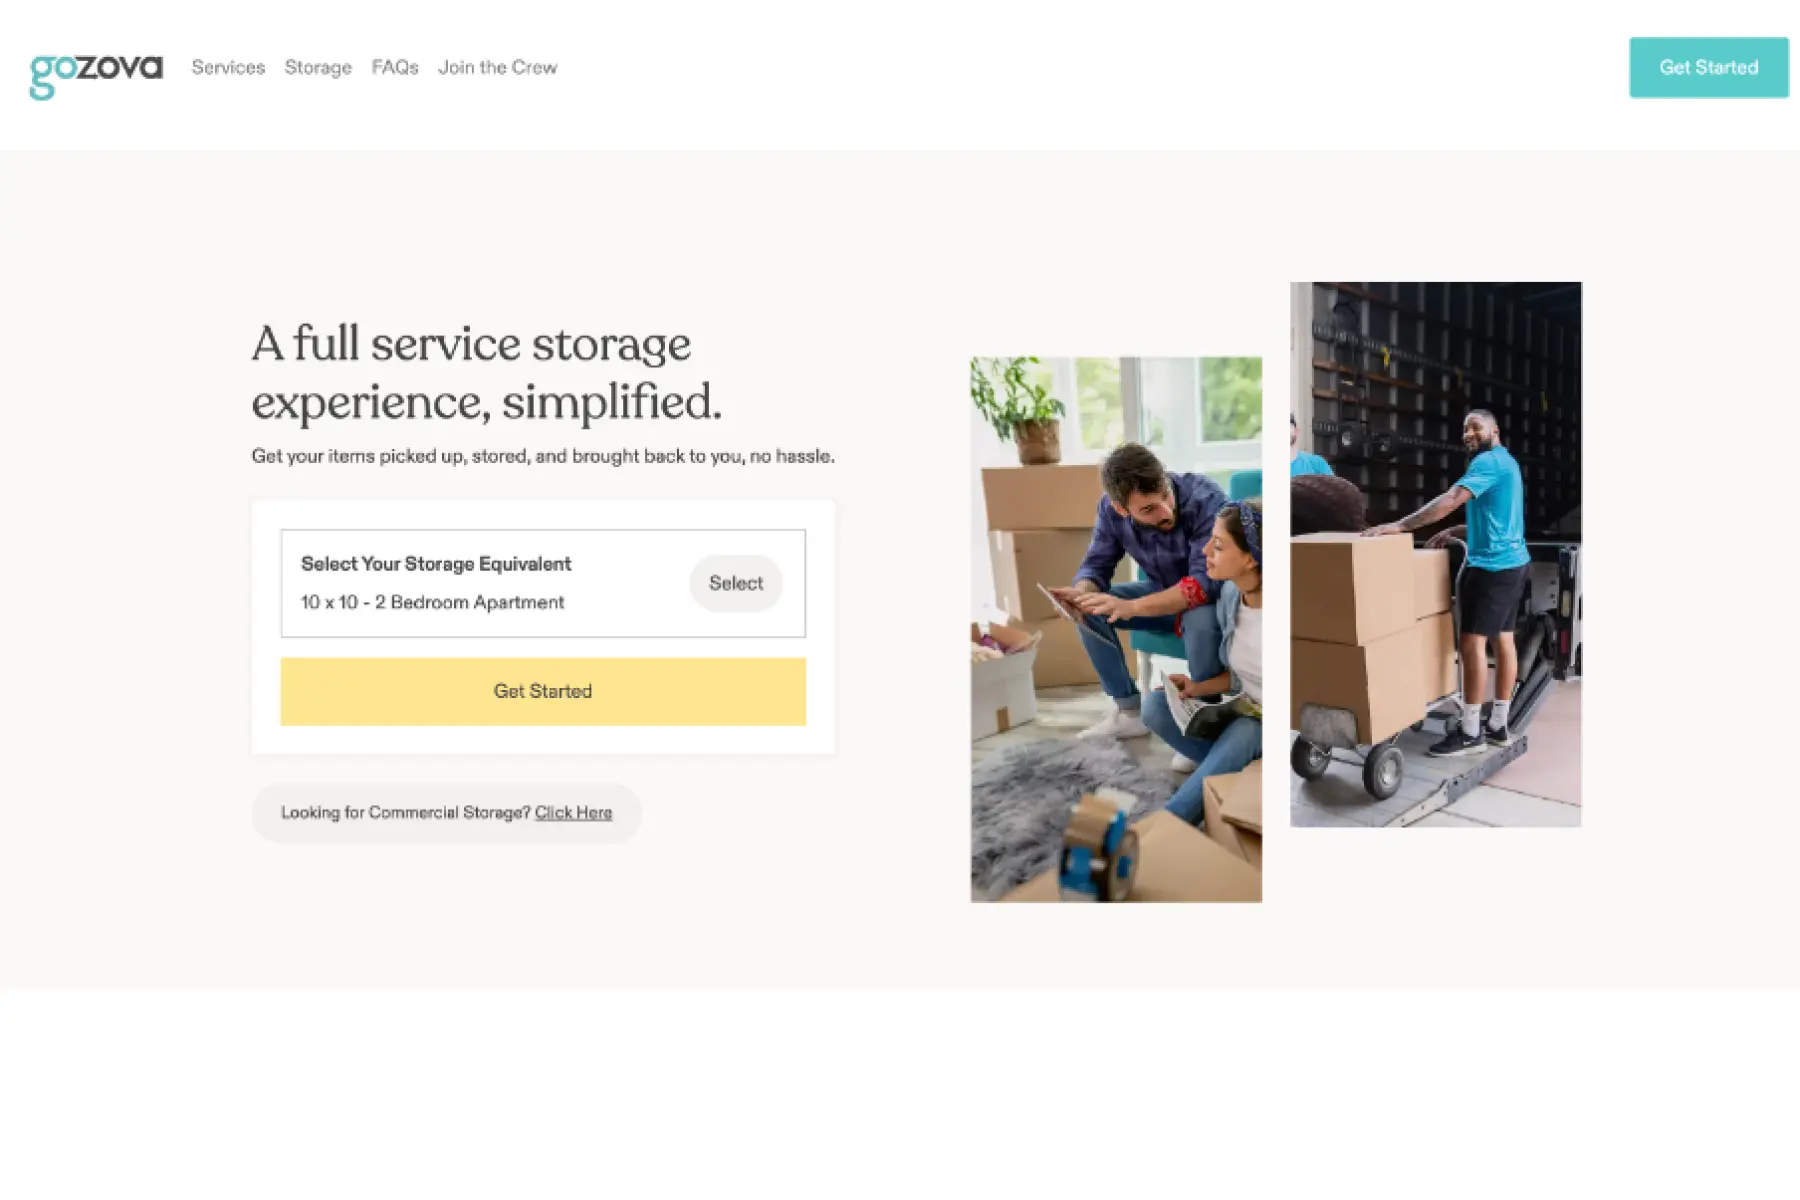 gozova
Services Storage FAQs Join the Crew
Get Started
A full service storage
experience, simplified.
Get your items picked up, stored, and brought back to you, no hassle.
Select Your Storage Equivalent
10 x 10 - 2 Bedroom Apartment
Select
Get Started
Looking for Commercial Storage? Click Here